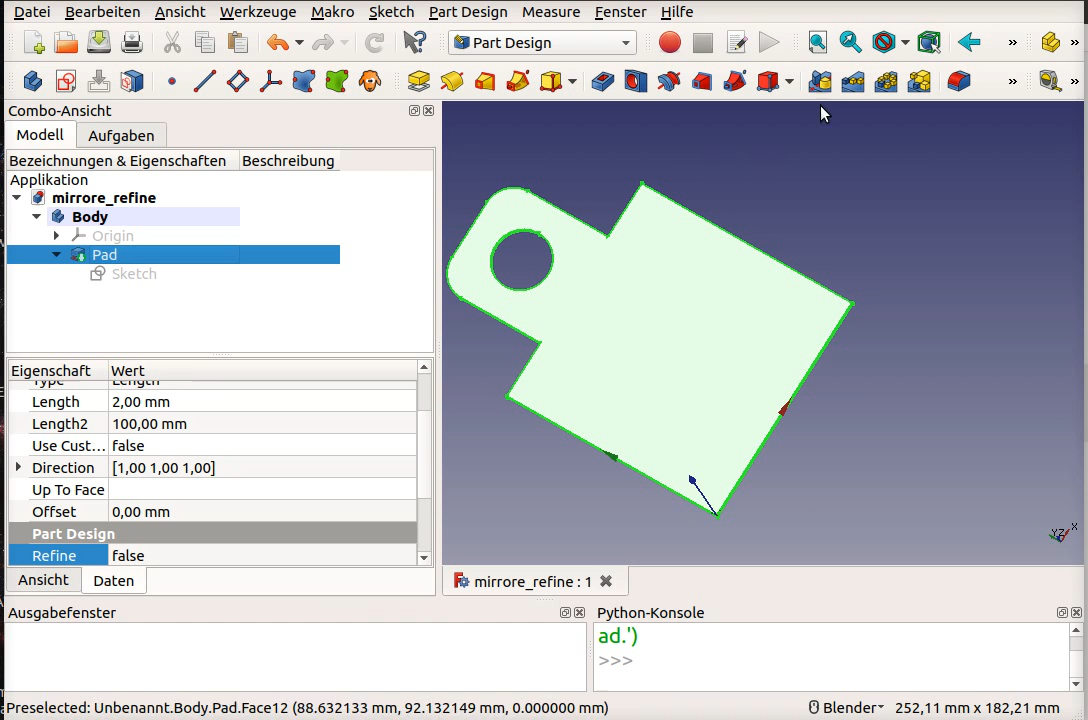 Datei Bearbeiten Ansicht Werkzeuge Makro Sketch Part Design Measure Fenster Hilfe
Part Design
Combo-Ansicht
Modell Aufgaben
Bezeichnungen & Eigenschaften Beschreibung
Applikation
mirrore_refine
Body
Origin
Pad
Sketch
Eigenschaft Wert
Type Length
Length 2,00 mm
Length2 100,00 mm
Use Cust... false
Direction [1,00 1,00 1,00]
Up To Face
Offset 0,00 mm
Part Design
Refine false
Ansicht Daten
X
Y Z
mirrore_refine : 1
Ausgabefenster
Python-Konsole
ad.')
>>>
Preselected: Unbenannt.Body.Pad.Face12 (88.632133 mm, 92.132149 mm, 0.000000 mm) Blender 252,11 mm x 182,21 mm